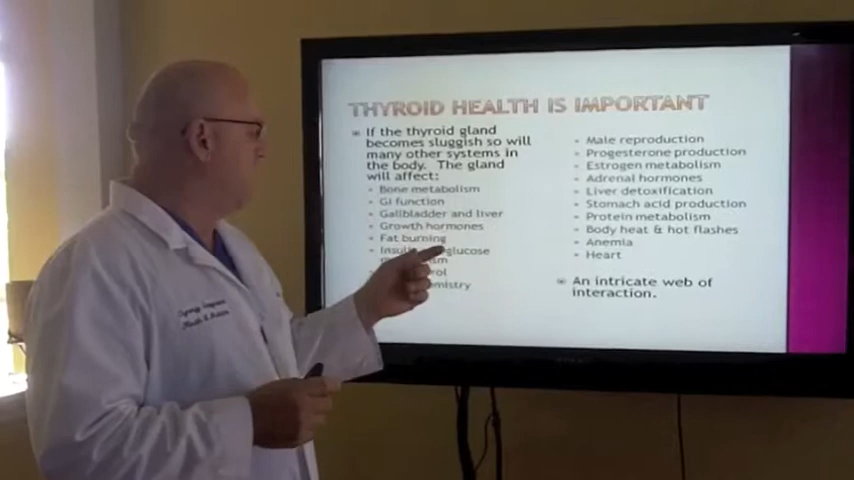 THYROID HEALTH IS IMPORTANT
If the thyroid gland
becomes sluggish so will
many other systems in
the body. The gland
will affect:
Bone metabolism
GI function
Gallbladder and liver
Growth hormones
Fat burning
glucose
Male reproduction
Progesterone production
Estrogen metabolism
Adrenal hormones
Liver detoxification
Stomach acid production
Protein metabolism
Body heat & hot flashes
Anemia
Heart
An intricate web of
interaction.